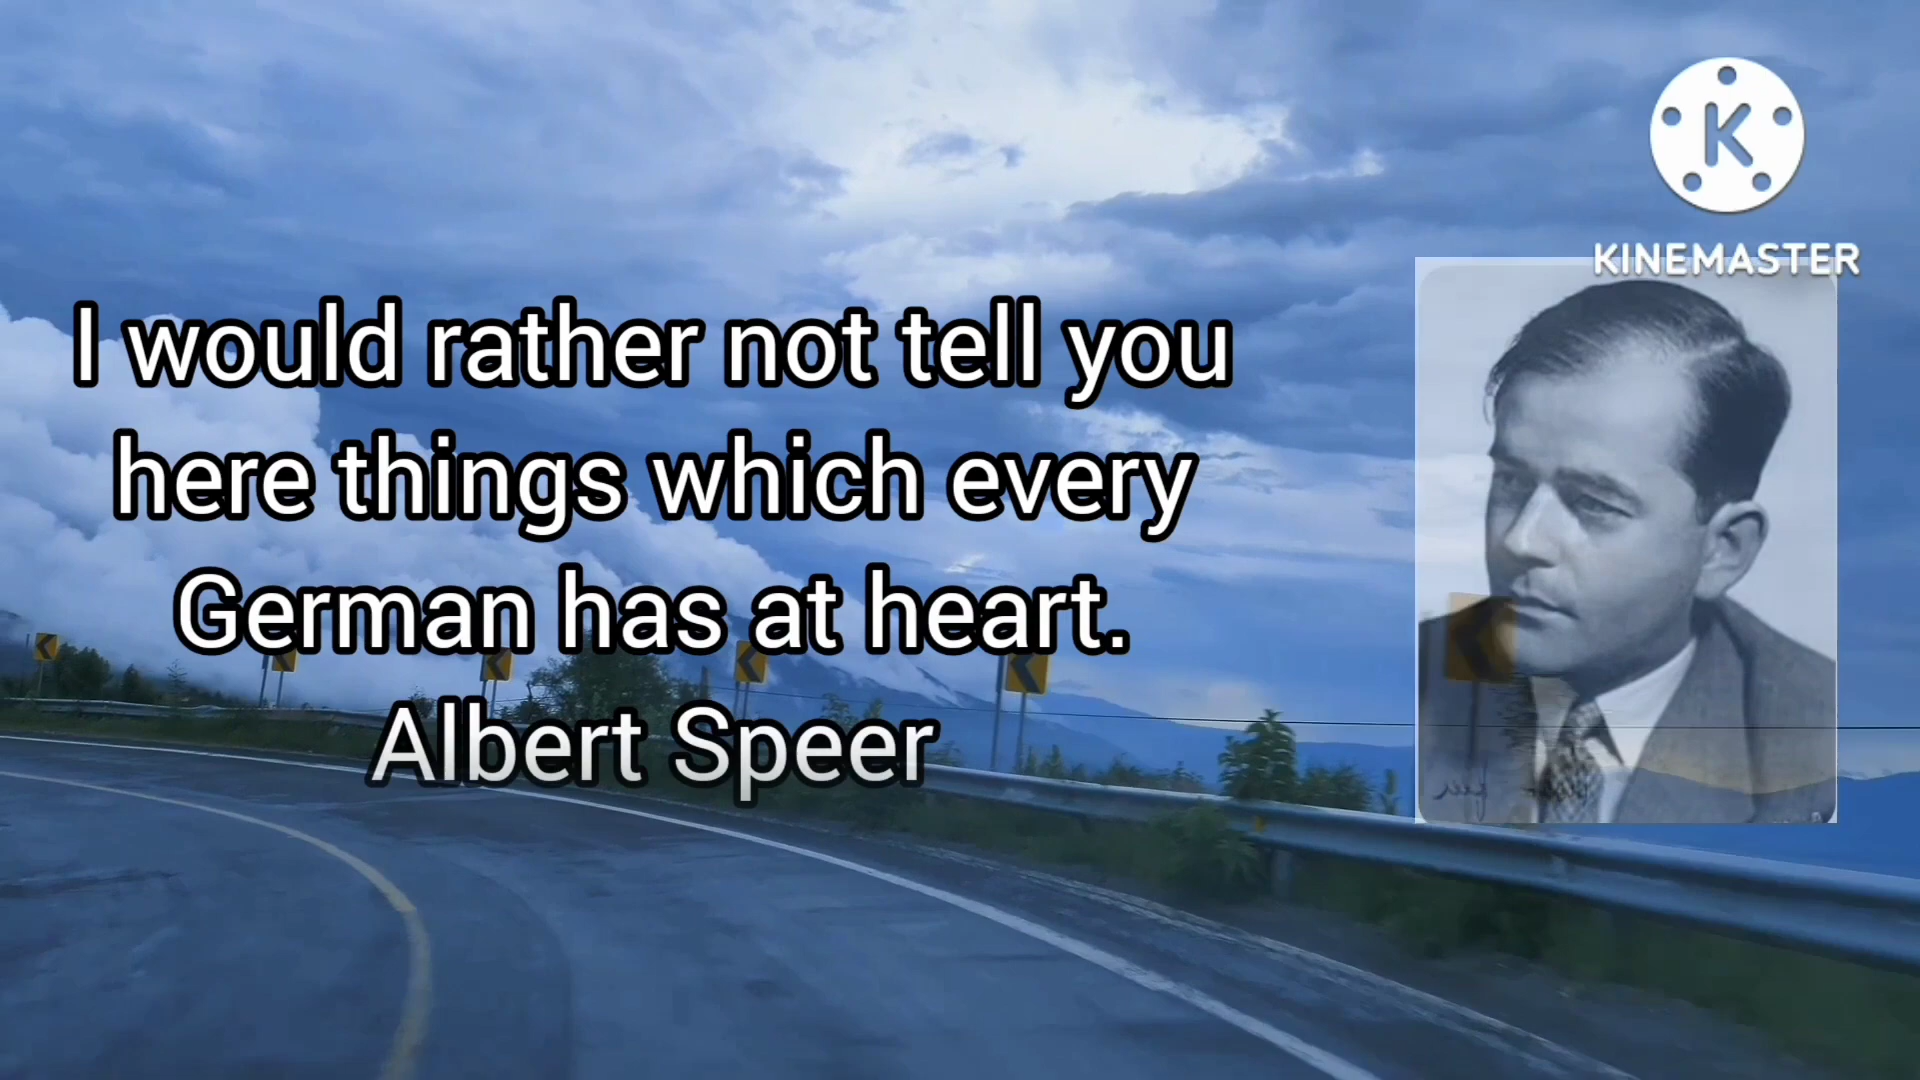 K
KINEMASTER
I would rather not tell you
here things which every
German has at heart.
Albert Speer